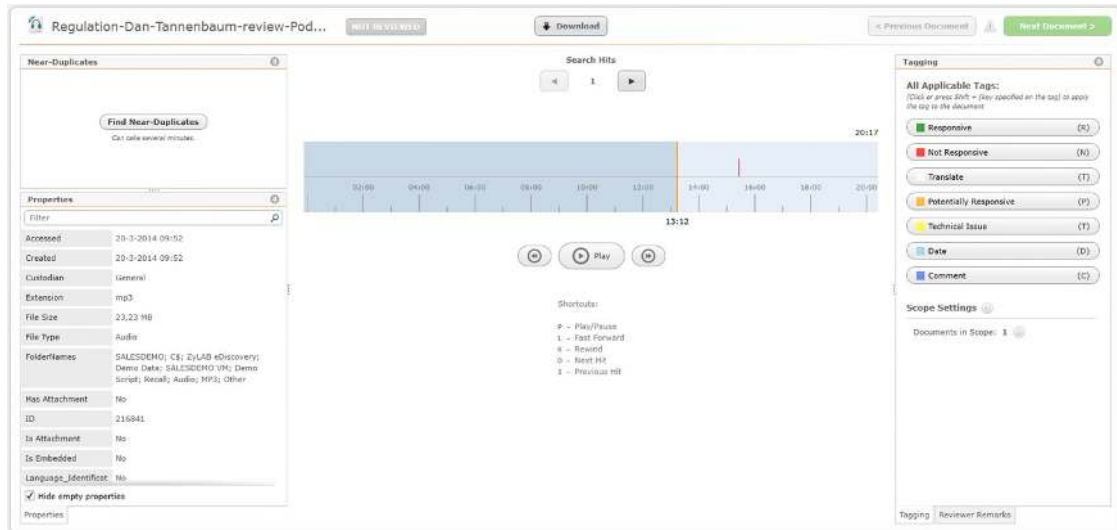 Regulation-Dan-Tannenbaum-review-Pod...
NOT REVIEWED
Download
< Previous Document
Next Document >
Near-Duplicates
Find Near-Duplicates
Can take several minutes.
Properties
Filter
Accessed 20-3-2014 09:52
Created 20-3-2014 09:52
Custodian General
Extension mp3
File Size 23,23 MB
File Type Audio
FolderNames SALESDEMO; C$; ZyLAB eDiscovery;
Demo Data; SALESDEMO VM; Demo
Script; Recall; Audio; MP3; Other
Has Attachment No
ID 216841
Is Attachment No
Is Embedded No
Language_Identificat No
Hide empty properties
Properties
Search Hits
1
20:17
02:00 04:00 06:00 08:00 10:00 12:00 14:00 16:00 18:00 20:00
13:12
Play
Shortcuts:
P - Play/Pause
L - Fast Forward
- Rewind
- Next Hit
- Previous Hit
Tagging
All Applicable Tags:
(Click or press Shift + [key specified on the tag] to apply
the tag to the document
Responsive (R)
Not Responsive (N)
Translate (T)
Potentially Responsive (P)
Technical Issue (T)
Date (D)
Comment (C)
Scope Settings
Documents in Scope: 1
Tagging Reviewer Remarks